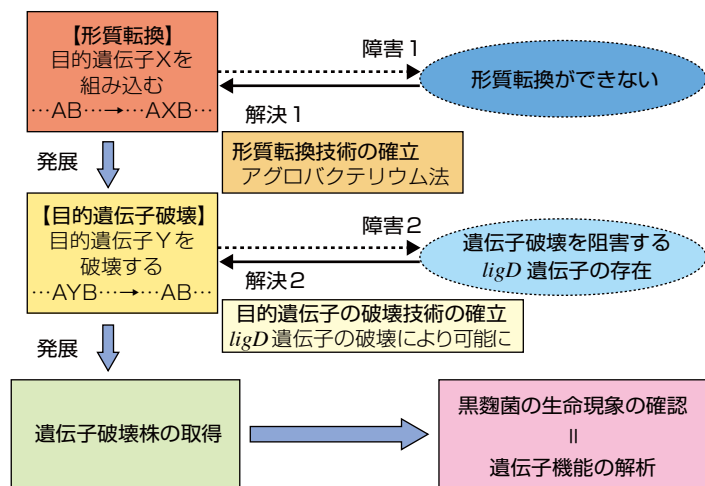 【形質転換】
目的遺伝子Xを
組み込む
…AB…→…AXB…
障害1
形質転換ができない
解決1
形質転換技術の確立
アグロバクテリウム法
発展
【目的遺伝子破壊】
目的遺伝子Yを
破壊する
…AYB…→…AB…
障害2
遺伝子破壊を阻害する
ligD 遺伝子の存在
解決2
目的遺伝子の破壊技術の確立
ligD 遺伝子の破壊により可能に
発展
遺伝子破壊株の取得
黒麴菌の生命現象の確認
＝
遺伝子機能の解析